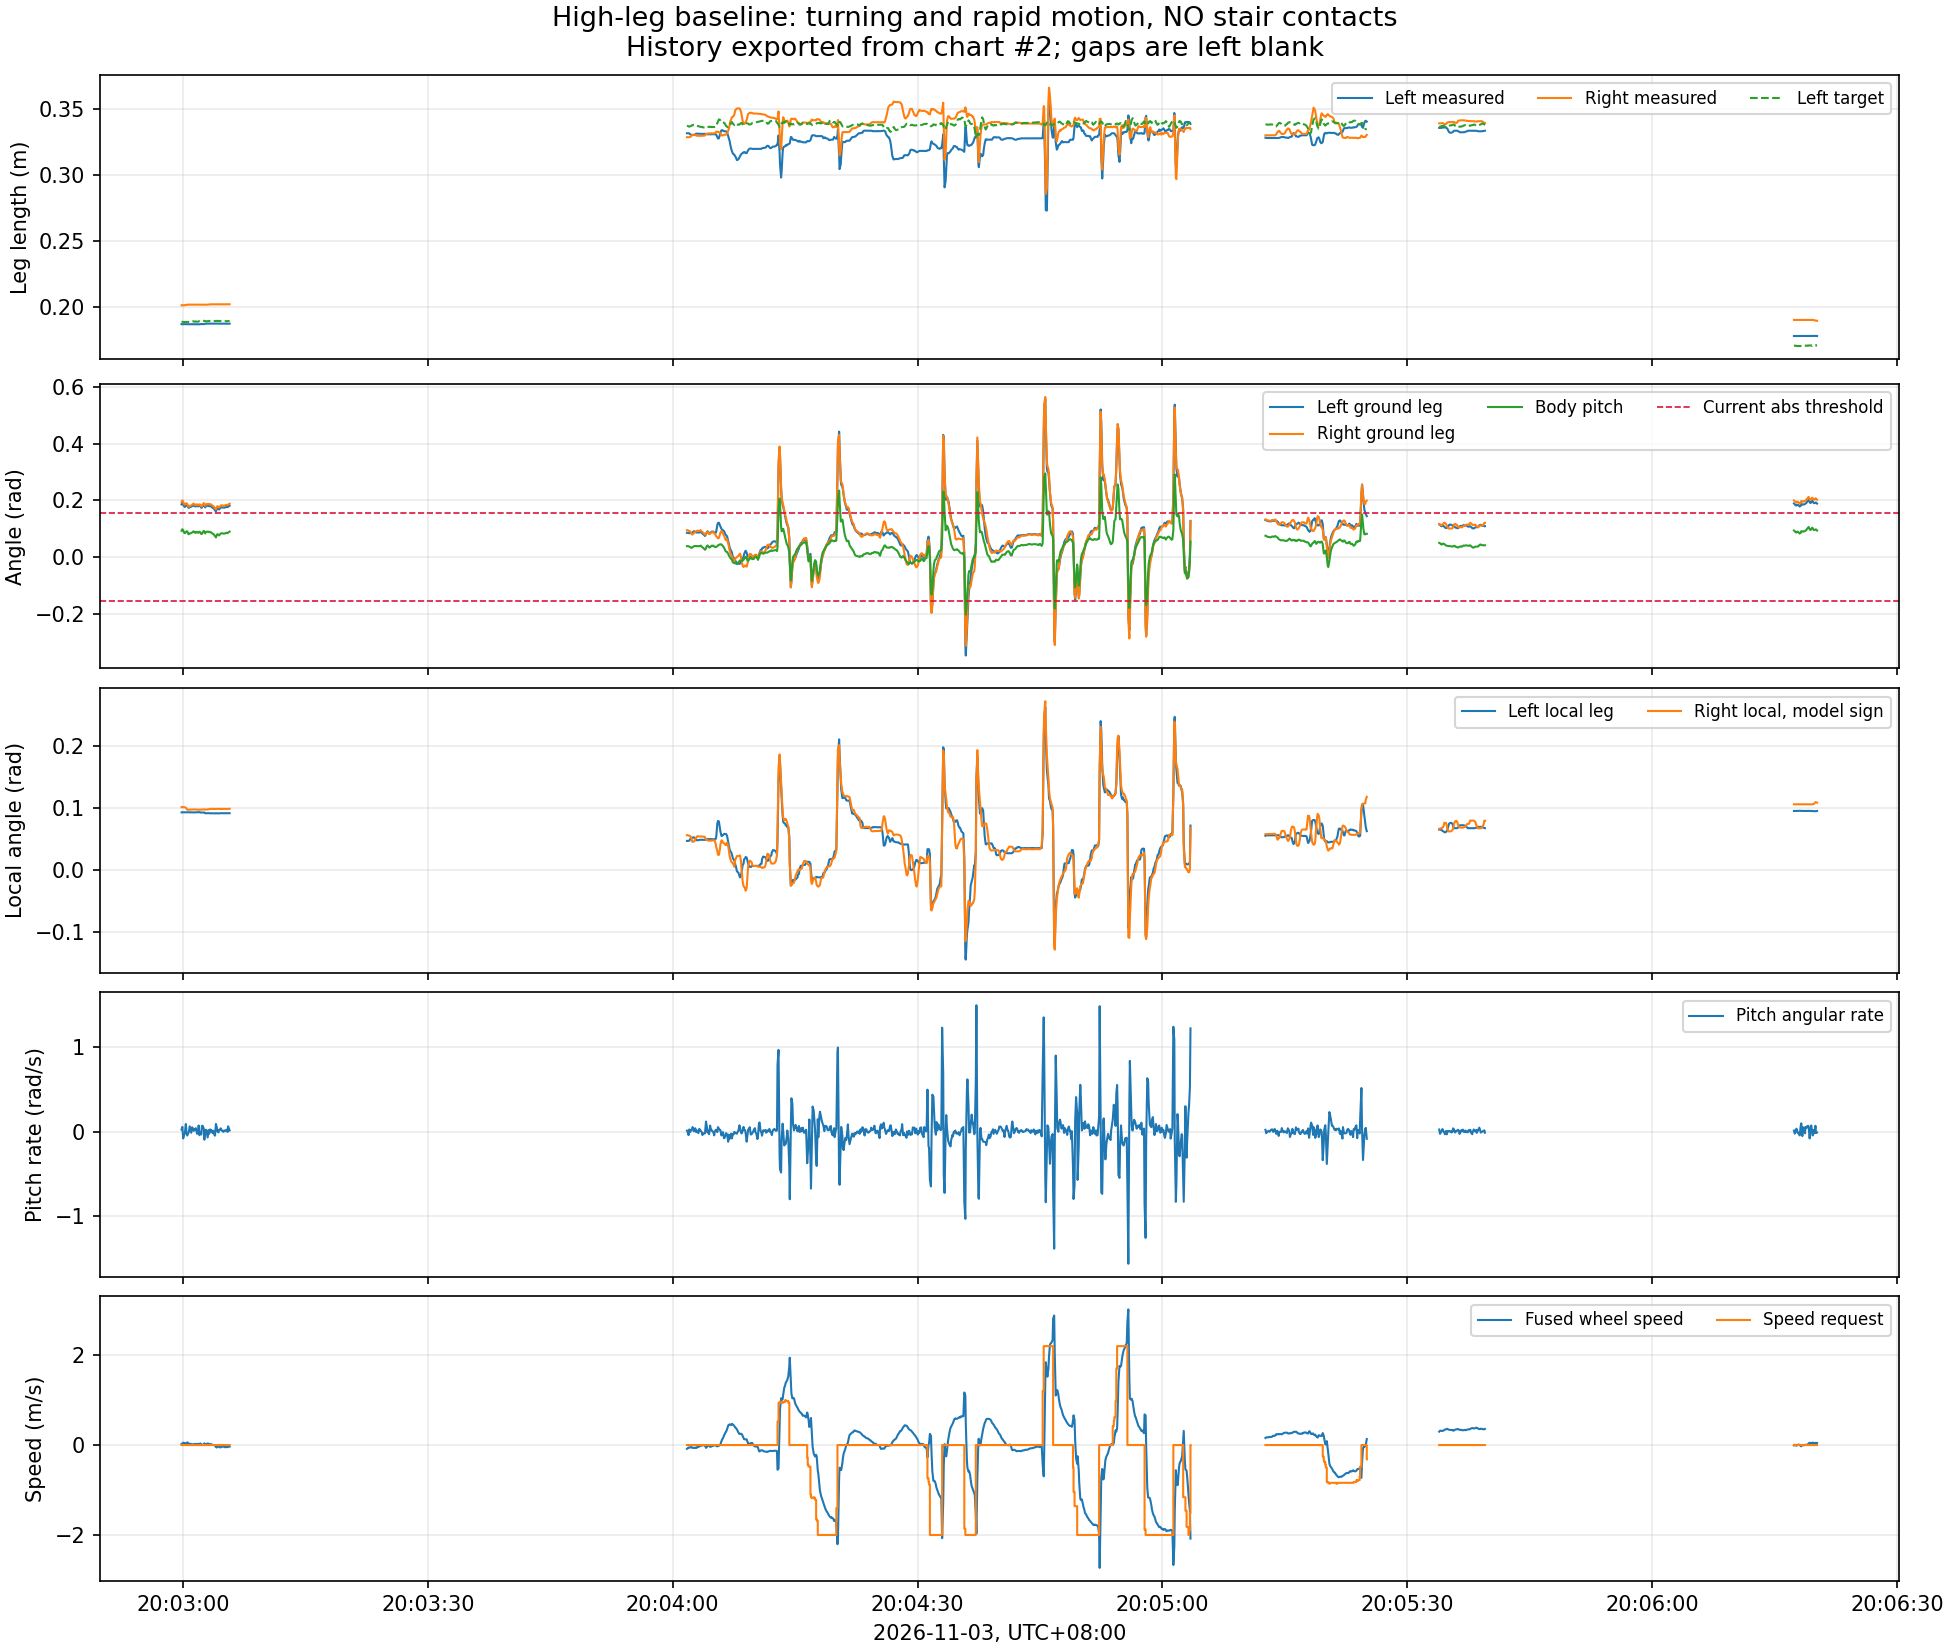 High-leg baseline: turning and rapid motion, NO stair contacts
History exported from chart #2; gaps are left blank
Leg length (m)
0.35
0.30
0.25
0.20
Left measured
Right measured
Left target
Angle (rad)
0.6
0.4
0.2
0.0
−0.2
Left ground leg
Right ground leg
Body pitch
Current abs threshold
Local angle (rad)
0.2
0.1
0.0
−0.1
Left local leg
Right local, model sign
Pitch rate (rad/s)
1
0
−1
Pitch angular rate
Speed (m/s)
2
0
−2
Fused wheel speed
Speed request
20:03:00
20:03:30
20:04:00
20:04:30
20:05:00
20:05:30
20:06:00
20:06:30
2026-11-03, UTC+08:00